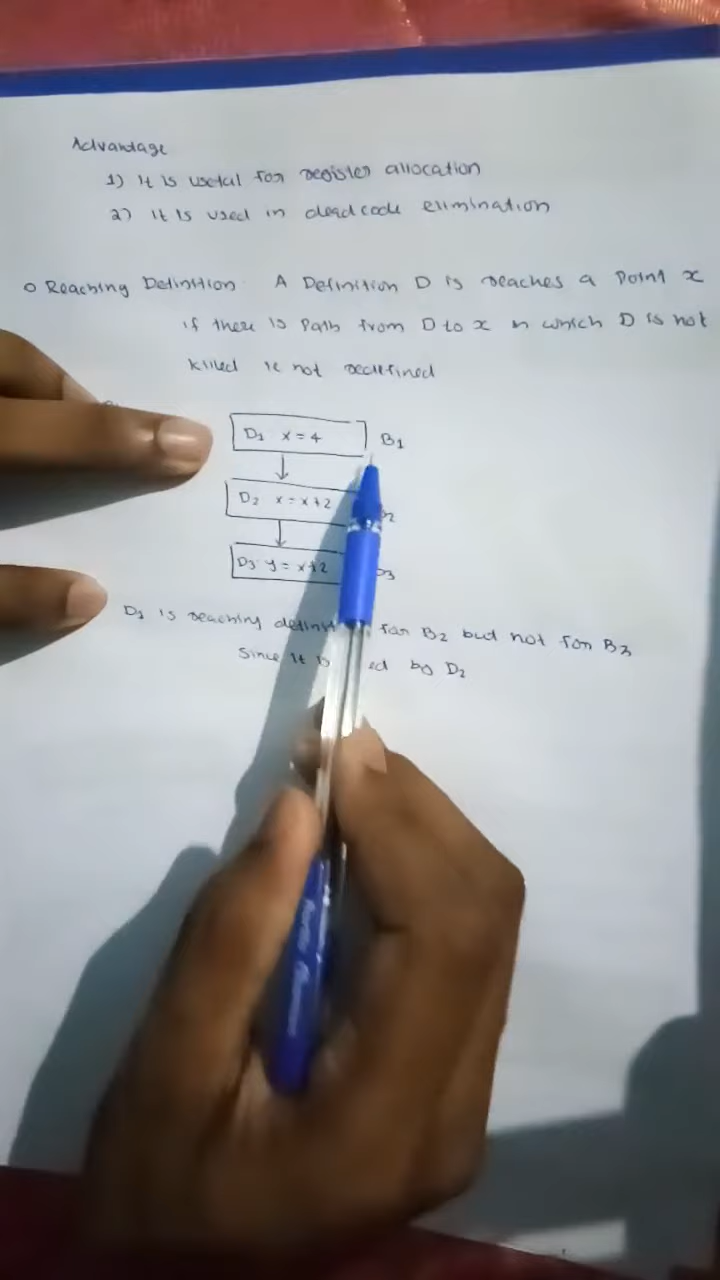 Advantage
1) It is useful for register allocation
2) It is used in dead code elimination
o Reaching Definition A Definition D is reaches a Point x
if there is Path from D to x in which D is not
killed ie not redefined
D1 x = 4 B1
D2 x = x+2
D3 y = x+2
D1 is reaching for B2 but not for B3
Since it by D2